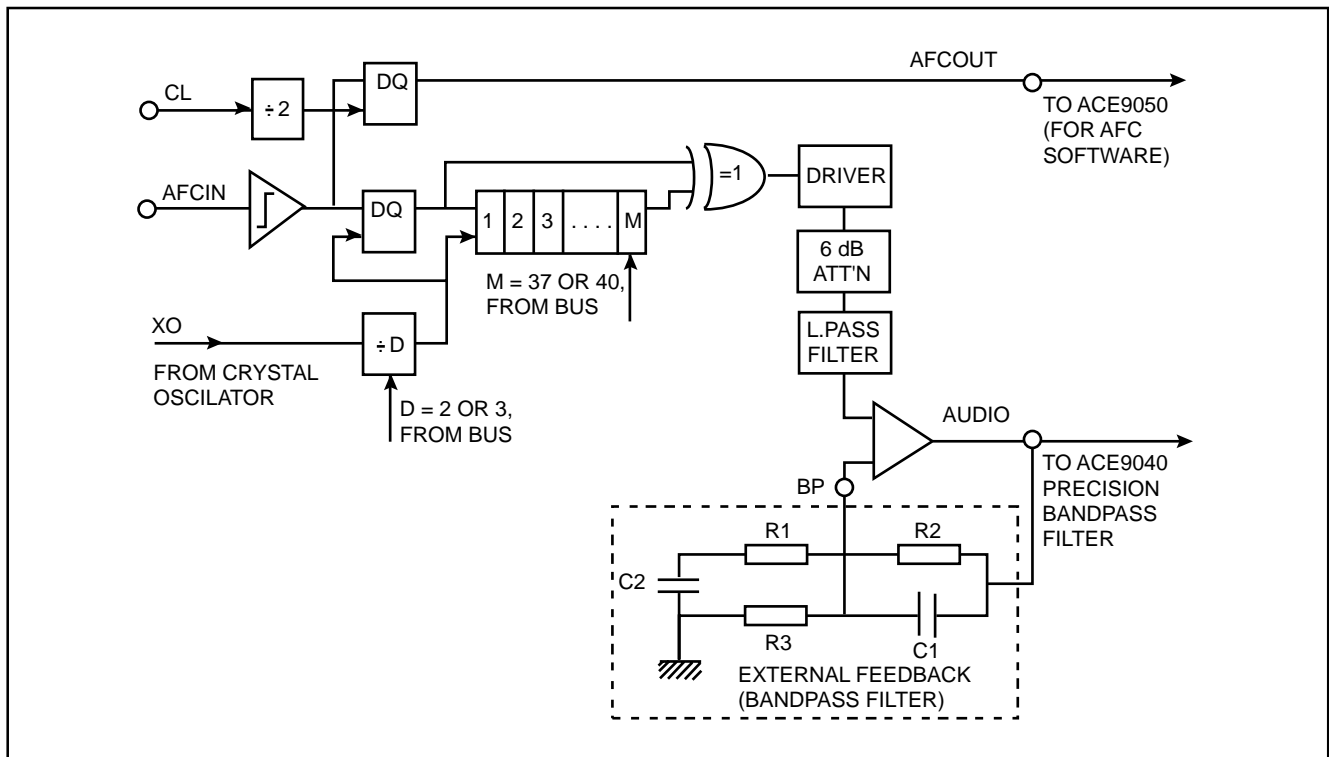 AFCOUT
CL
÷2
DQ
TO ACE9050
(FOR AFC
SOFTWARE)
AFCIN
DQ
1 2 3 .... M
=1
DRIVER
6 dB
ATT'N
L.PASS
FILTER
M = 37 OR 40,
FROM BUS
XO
÷D
FROM CRYSTAL
OSCILATOR
D = 2 OR 3,
FROM BUS
AUDIO
TO ACE9040
PRECISION
BANDPASS
FILTER
BP
R1
R2
C2
R3
C1
EXTERNAL FEEDBACK
(BANDPASS FILTER)